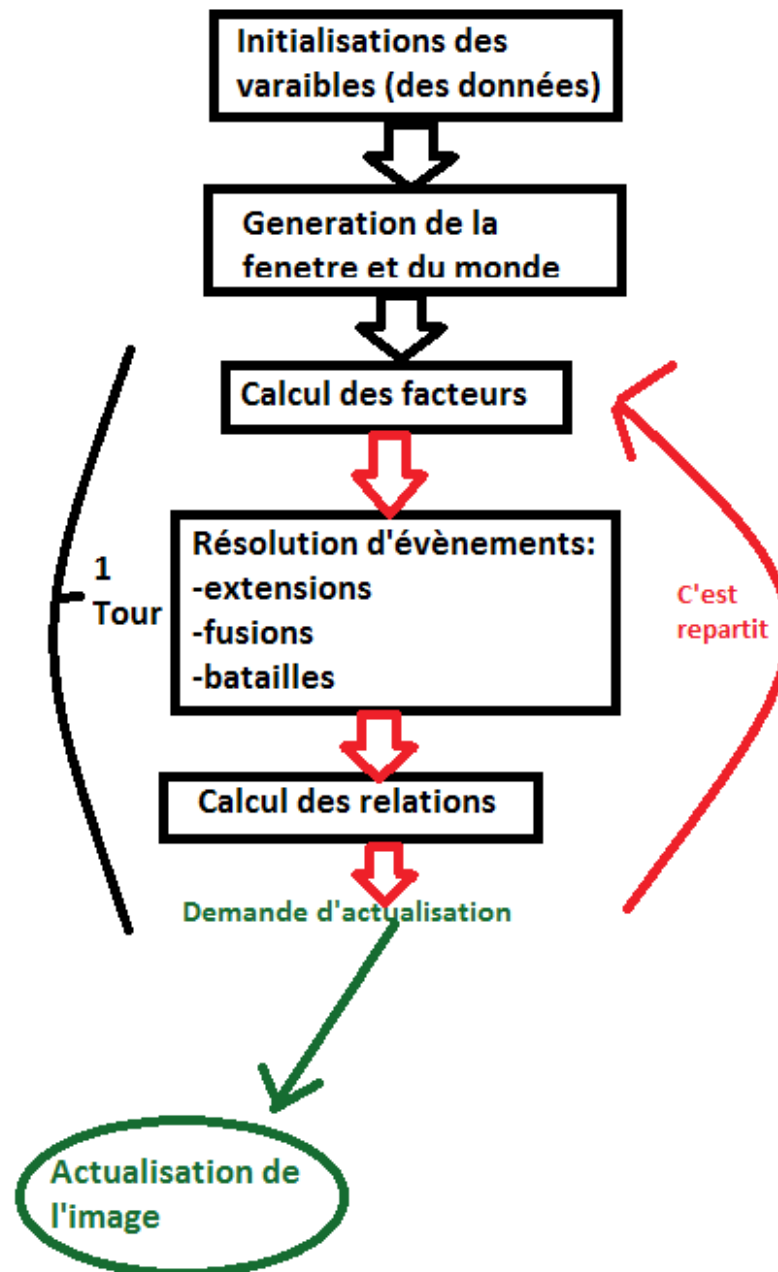 Initialisations des
varaibles (des données)
Generation de la
fenetre et du monde
Calcul des facteurs
Résolution d'évènements:
-extensions
-fusions
-batailles
1
Tour
C'est
repartit
Calcul des relations
Demande d'actualisation
Actualisation de
l'image